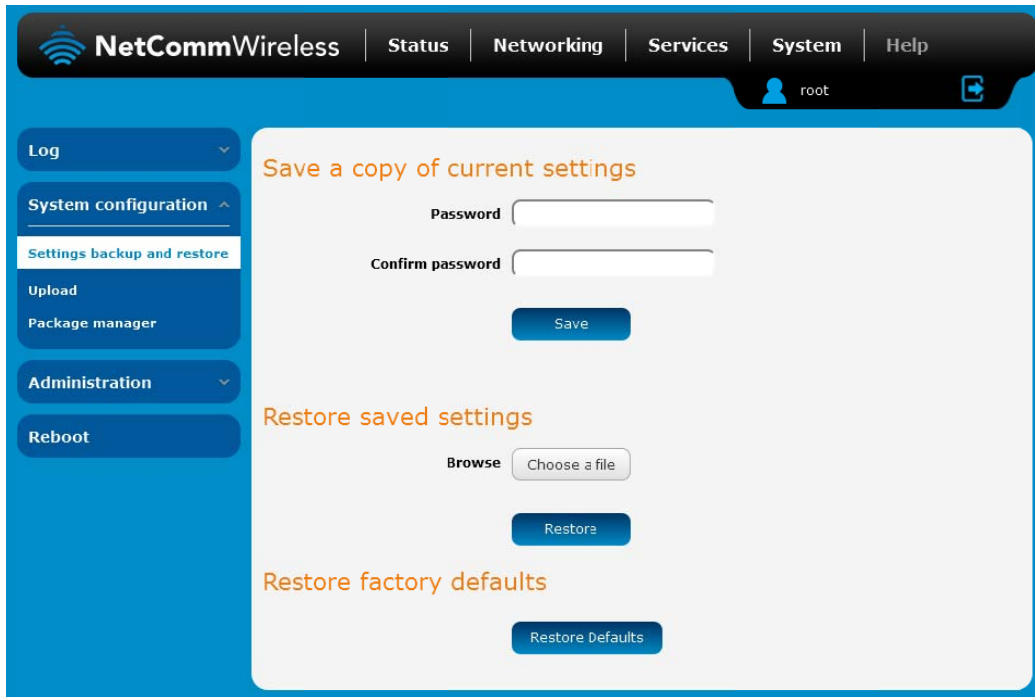 NetCommWireless
Status
Networking
Services
System
Help
root
Log
System configuration
Settings backup and restore
Upload
Package manager
Administration
Reboot
Save a copy of current settings
Password
Confirm password
Save
Restore saved settings
Browse
Choose a file
Restore
Restore factory defaults
Restore Defaults